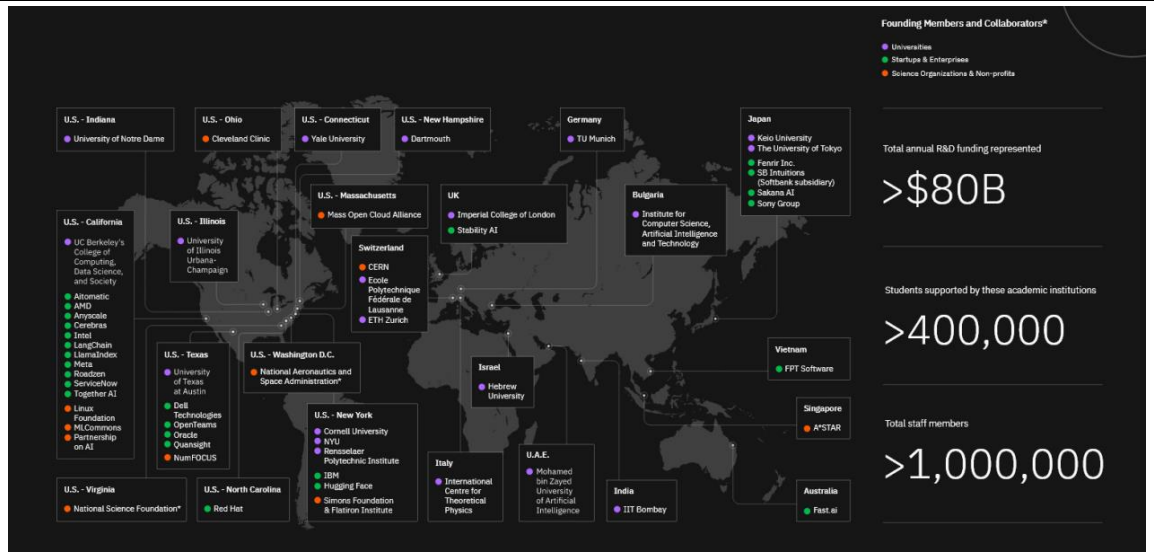 Founding Members and Collaborators*
Universities
Startups & Enterprises
Science Organizations & Non-profits
U.S. - Indiana
University of Notre Dame
U.S. - Ohio
Cleveland Clinic
U.S. - Connecticut
Yale University
U.S. - New Hampshire
Dartmouth
Germany
TU Munich
Japan
Keio University
The University of Tokyo
Fenrir Inc.
SB Intuitions
(Softbank subsidiary)
Sakana AI
Sony Group
U.S. - Massachusetts
Mass Open Cloud Alliance
UK
Imperial College of London
Stability AI
Bulgaria
Institute for
Computer Science,
Artificial Intelligence
and Technology
U.S. - California
UC Berkeley's
College of
Computing,
Data Science,
and Society
Aitomatic
AMD
Anyscale
Cerebras
Intel
LangChain
LlamaIndex
Meta
Roadzen
ServiceNow
Together AI
Linux
Foundation
MLCommons
Partnership
on AI
U.S. - Illinois
University
of Illinois
Urbana-
Champaign
Switzerland
CERN
Ecole
Polytechnique
Fédérale de
Lausanne
ETH Zurich
U.S. - Texas
University
of Texas
at Austin
Dell
Technologies
OpenTeams
Oracle
Quansight
NumFOCUS
U.S. - Washington D.C.
National Aeronautics and
Space Administration*
Israel
Hebrew
University
Vietnam
FPT Software
U.S. - New York
Cornell University
NYU
Rensselaer
Polytechnic Institute
IBM
Hugging Face
Simons Foundation
& Flatiron Institute
Singapore
A*STAR
Italy
International
Centre for
Theoretical
Physics
U.A.E.
Mohamed
bin Zayed
University
of Artificial
Intelligence
U.S. - Virginia
National Science Foundation*
U.S. - North Carolina
Red Hat
India
IIT Bombay
Australia
Fast.ai
Total annual R&D funding represented
>$80B
Students supported by these academic institutions
>400,000
Total staff members
>1,000,000